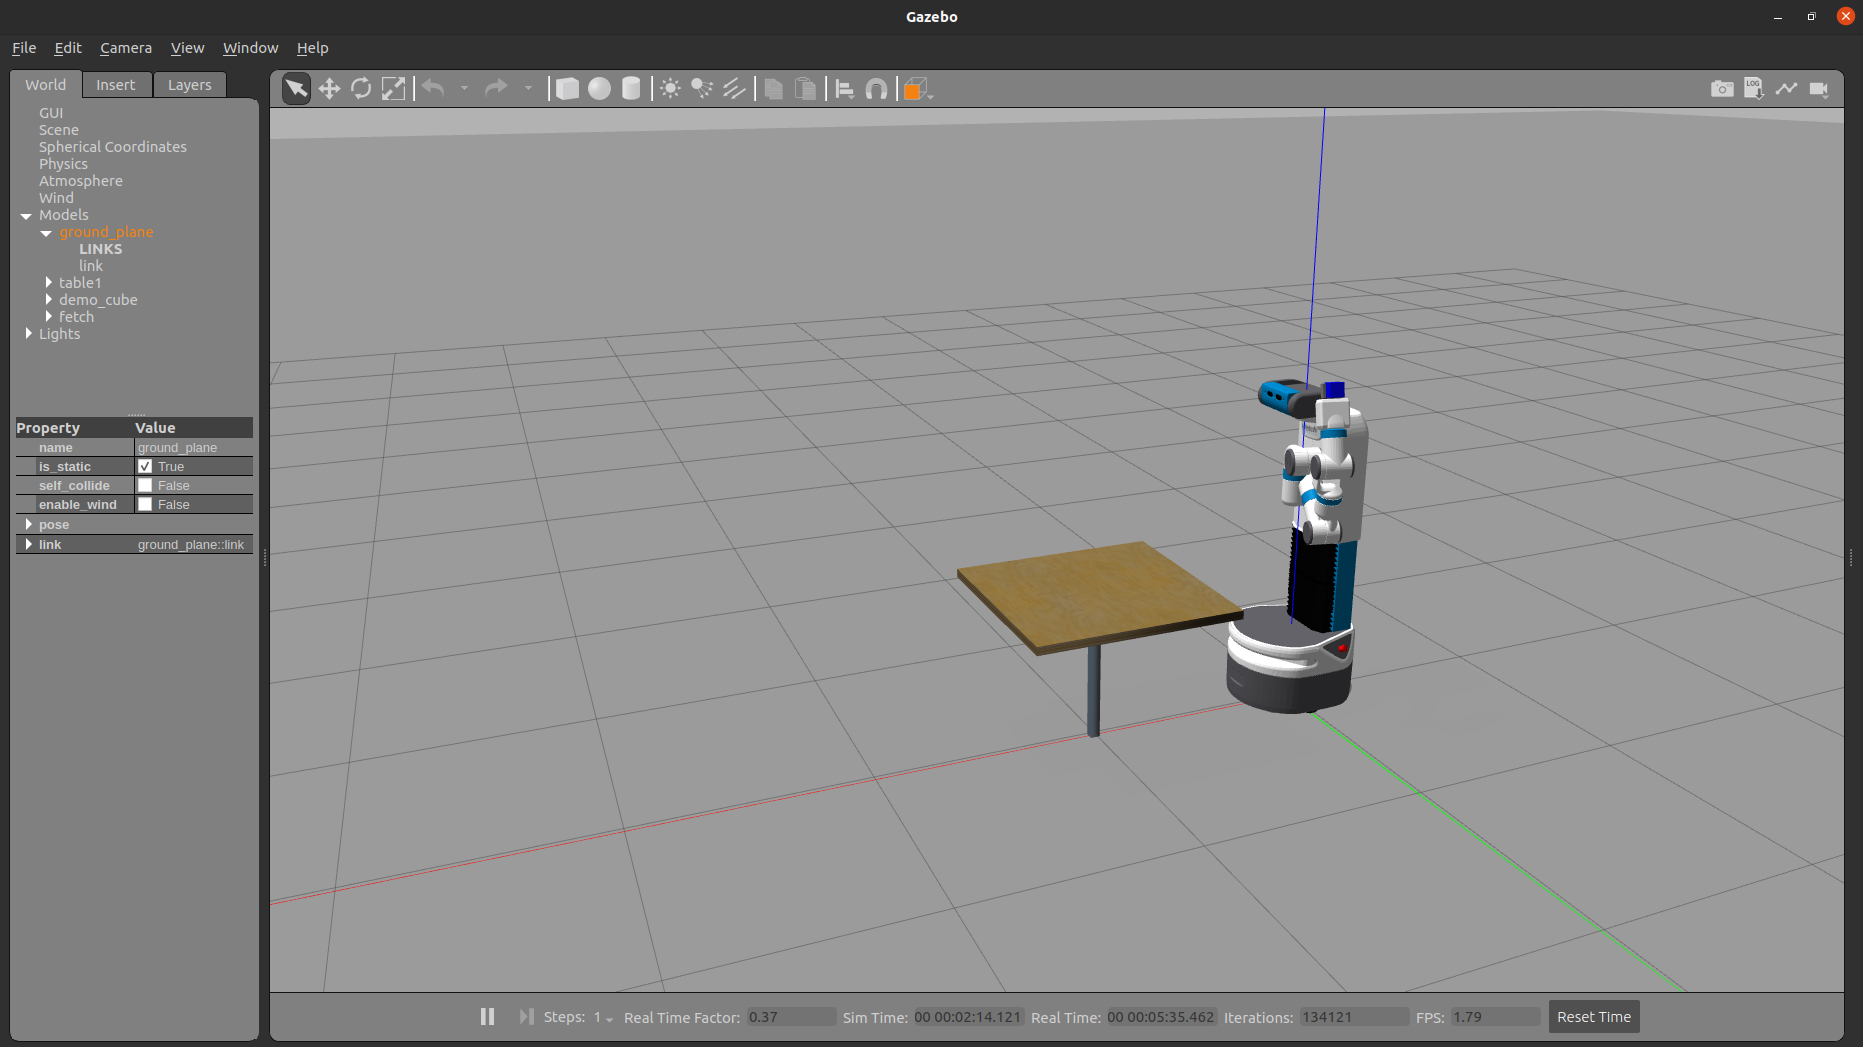 Gazebo
File Edit Camera View Window Help
World Insert Layers
GUI
Scene
Spherical Coordinates
Physics
Atmosphere
Wind
Models
ground_plane
LINKS
link
table1
demo_cube
fetch
Lights
Property Value
name ground_plane
is_static True
self_collide False
enable_wind False
pose
link ground_plane::link
LOG
Steps: 1 Real Time Factor: 0.37 Sim Time: 00 00:02:14.121 Real Time: 00 00:05:35.462 Iterations: 134121 FPS: 1.79 Reset Time